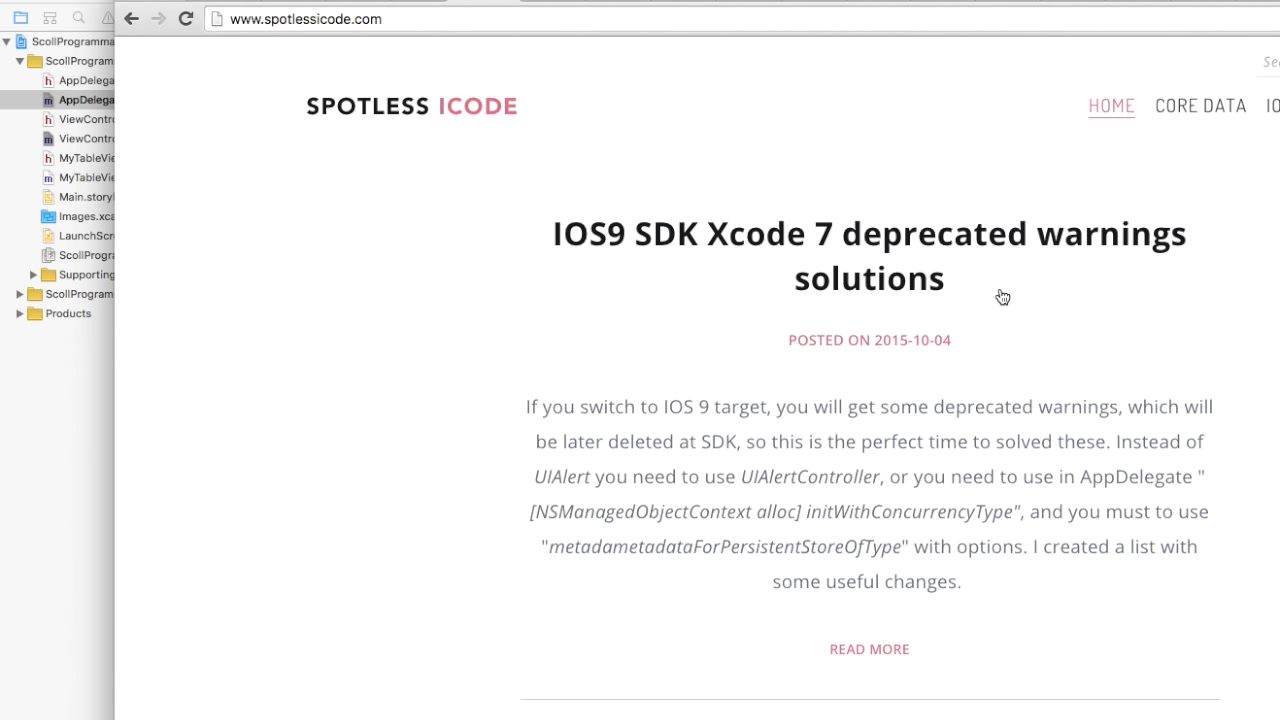 www.spotlessicode.com
ScollProgramma
ScollProgram
AppDelega
AppDelega
ViewContr
ViewContr
MyTableVie
MyTableVie
Main.story
Images.xca
LaunchScr
ScollProgra
Supporting
ScollProgram
Products
Sea
SPOTLESS ICODE
HOME CORE DATA IO
IOS9 SDK Xcode 7 deprecated warnings
solutions
POSTED ON 2015-10-04
If you switch to IOS 9 target, you will get some deprecated warnings, which will
be later deleted at SDK, so this is the perfect time to solved these. Instead of
UIAlert you need to use UIAlertController, or you need to use in AppDelegate "
[NSManagedObjectContext alloc] initWithConcurrencyType", and you must to use
"metadametadataForPersistentStoreOfType" with options. I created a list with
some useful changes.
READ MORE